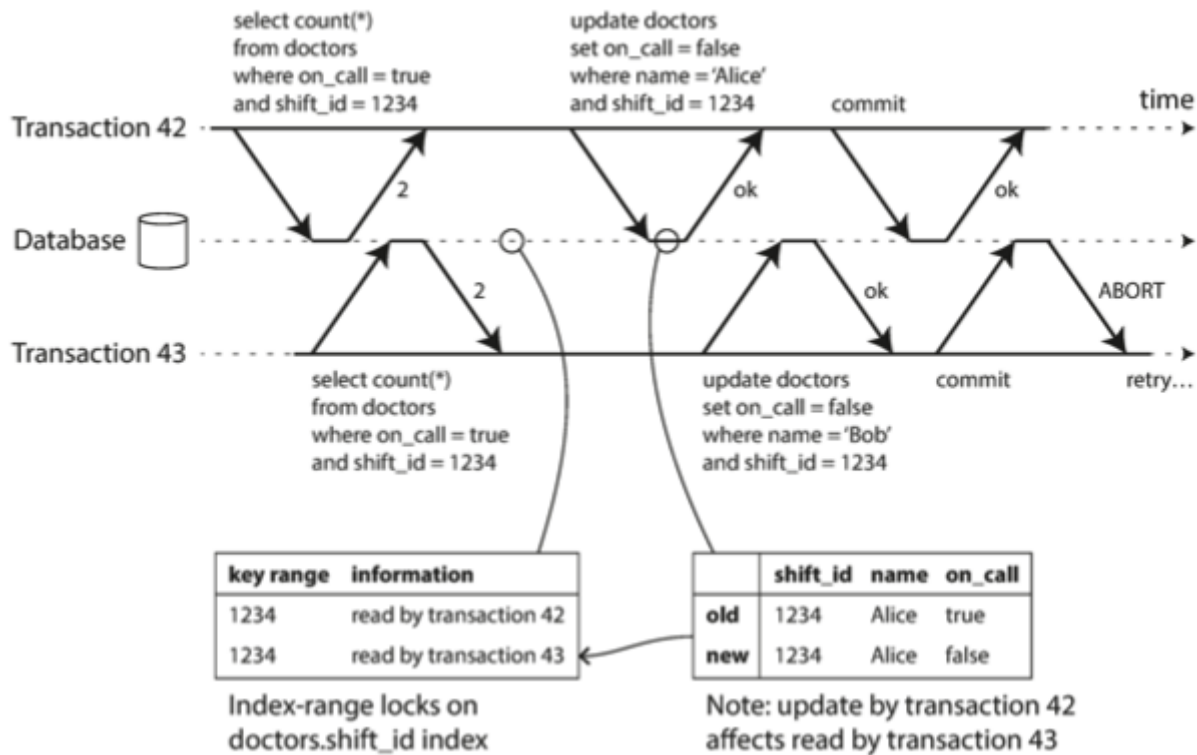 select count(*)
from doctors
where on_call = true
and shift_id = 1234
update doctors
set on_call = false
where name = 'Alice'
and shift_id = 1234
commit
time
Transaction 42
2
ok
ok
Database
2
ok
ABORT
Transaction 43
select count(*)
from doctors
where on_call = true
and shift_id = 1234
update doctors
set on_call = false
where name = 'Bob'
and shift_id = 1234
commit
retry...
key range information
1234 read by transaction 42
1234 read by transaction 43
Index-range locks on
doctors.shift_id index
shift_id name on_call
old 1234 Alice true
new 1234 Alice false
Note: update by transaction 42
affects read by transaction 43